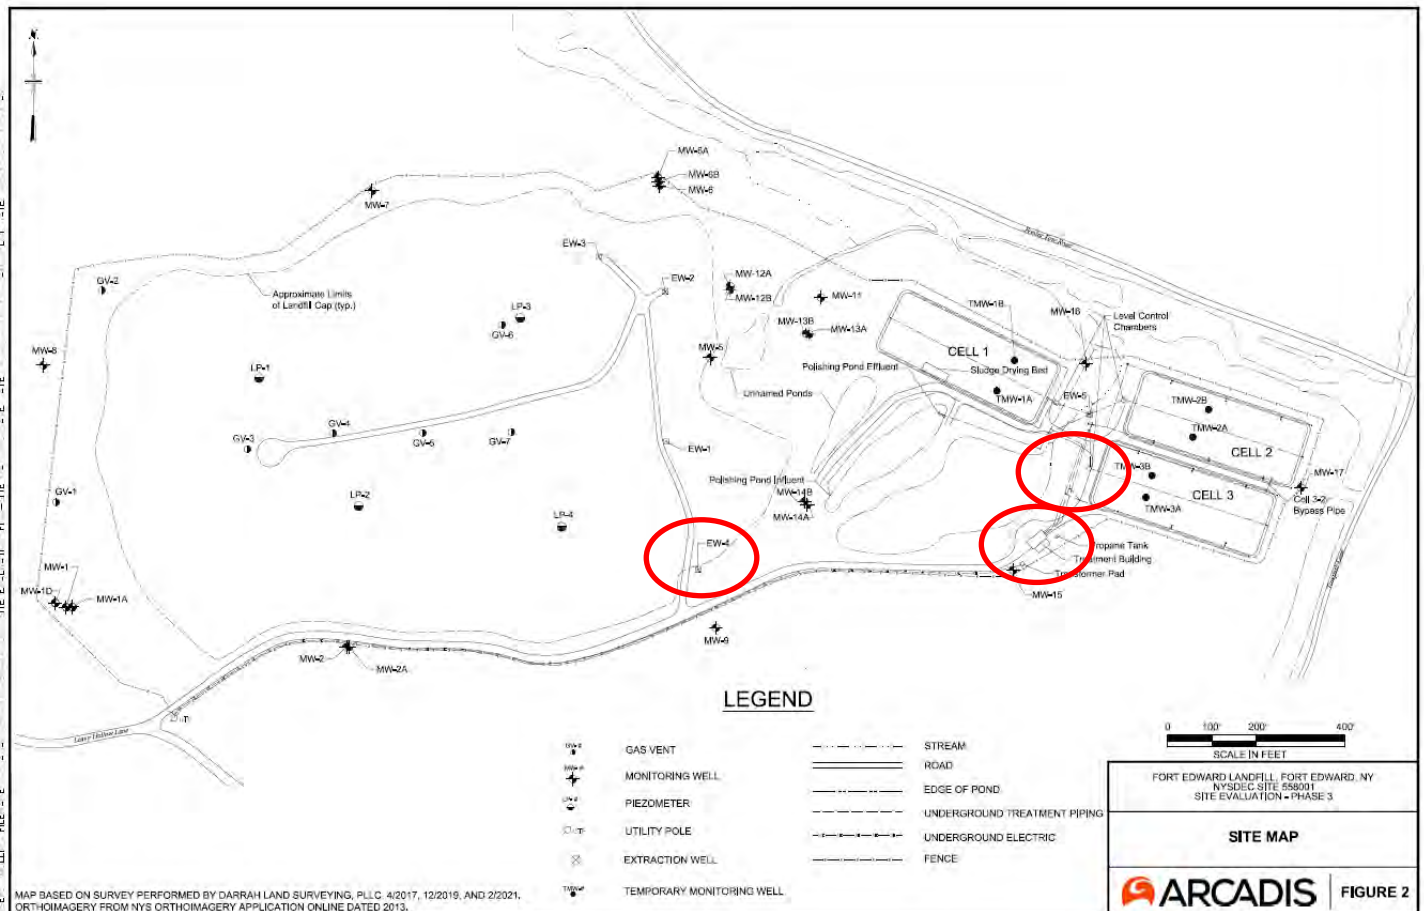 N
MW-6A
MW-6B
MW-6
MW-7
EW-3
GV-2
EW-2
MW-12A
MW-12B
MW-11
Approximate Limits
of Landfill Cap (typ.)
LP-3
GV-6
TMW-1B
MW-16
Level Control
Chambers
MW-13B
MW-13A
MW-5
MW-8
CELL 1
Sludge Drying Bed
Polishing Pond Effluent
LP-1
Unnamed Ponds
TMW-1A
EW-5
TMW-2B
TMW-2A
CELL 2
GV-4
GV-3
GV-5
GV-7
EW-1
TMW-3B
MW-17
Polishing Pond Influent
MW-14B
MW-14A
CELL 3
TMW-3A
Cell 3-2
Bypass Pipe
GV-1
LP-2
LP-4
EW-4
Propane Tank
Treatment Building
Transformer Pad
MW-1
MW-1D
MW-1A
MW-15
MW-9
MW-2
MW-2A
Leavy Hollow Lane
LEGEND
GAS VENT
MONITORING WELL
PIEZOMETER
UTILITY POLE
EXTRACTION WELL
TEMPORARY MONITORING WELL
STREAM
ROAD
EDGE OF POND
UNDERGROUND TREATMENT PIPING
UNDERGROUND ELECTRIC
FENCE
0 100' 200' 400'
SCALE IN FEET
FORT EDWARD LANDFILL, FORT EDWARD, NY
NYSDEC SITE 558001
SITE EVALUATION - PHASE 3
SITE MAP
ARCADIS
FIGURE 2
MAP BASED ON SURVEY PERFORMED BY DARRAH LAND SURVEYING, PLLC 4/2017, 12/2019, AND 2/2021.
ORTHOIMAGERY FROM NYS ORTHOIMAGERY APPLICATION ONLINE DATED 2013.